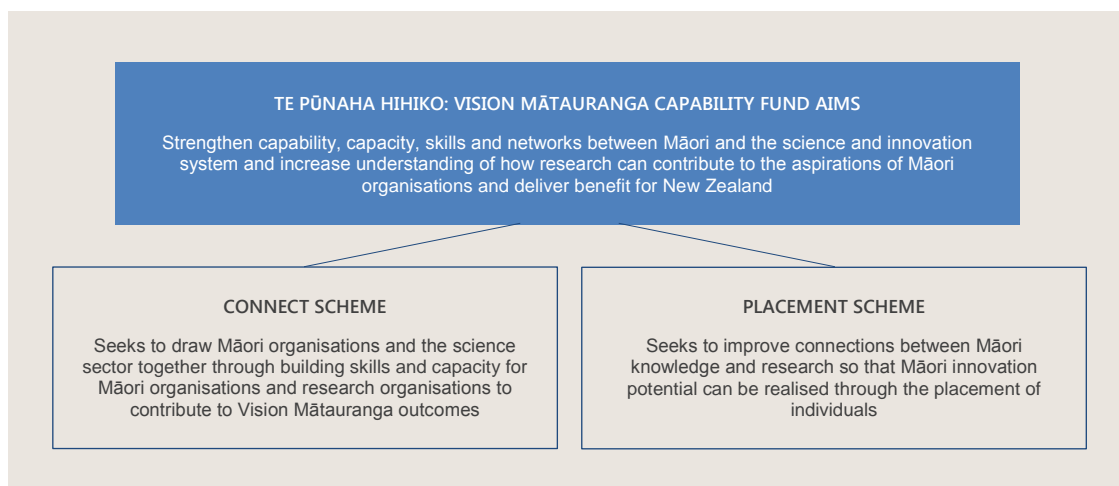 TE PŪNAHA HIHIKO: VISION MĀTAURANGA CAPABILITY FUND AIMS
Strengthen capability, capacity, skills and networks between Māori and the science and innovation
system and increase understanding of how research can contribute to the aspirations of Māori
organisations and deliver benefit for New Zealand
CONNECT SCHEME
Seeks to draw Māori organisations and the science
sector together through building skills and capacity for
Māori organisations and research organisations to
contribute to Vision Mātauranga outcomes
PLACEMENT SCHEME
Seeks to improve connections between Māori
knowledge and research so that Māori innovation
potential can be realised through the placement of
individuals